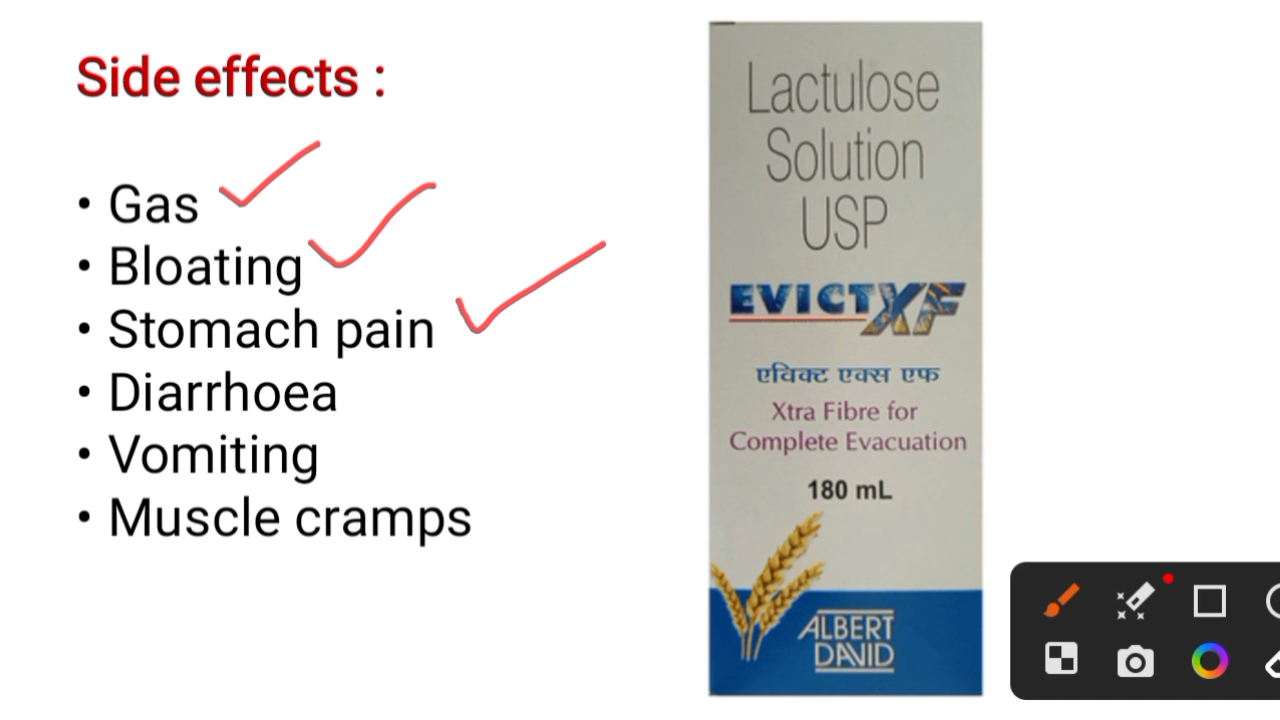 Side effects :
• Gas
• Bloating
• Stomach pain
• Diarrhoea
• Vomiting
• Muscle cramps
Lactulose
Solution
USP
EVICT XF
एविक्ट एक्स एफ
Xtra Fibre for
Complete Evacuation
180 mL
ALBERT
DAVID